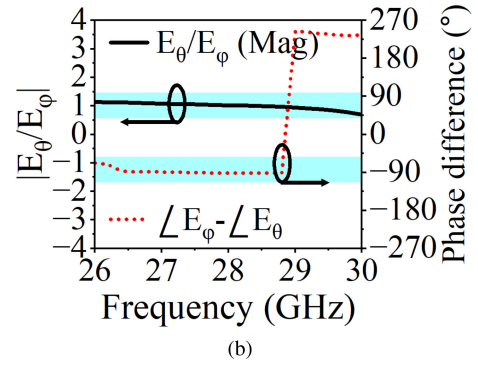 4
3
2
1
0
−1
−2
−3
−4
|Eθ/Eφ|
Eθ/Eφ (Mag)
∠Eφ-∠Eθ
270
180
90
0
−90
−180
−270
Phase difference (°)
26 27 28 29 30
Frequency (GHz)
(b)